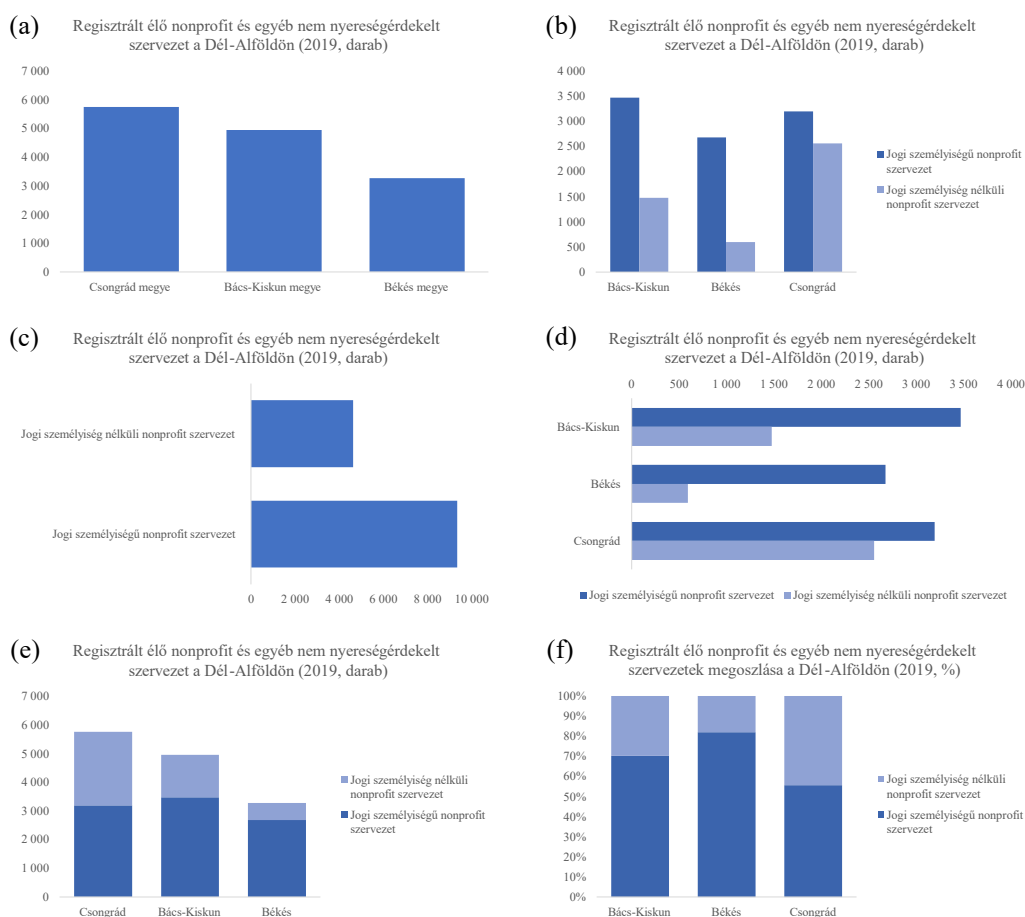 (a)
Regisztrált élő nonprofit és egyéb nem nyereségérdekelt
szervezet a Dél-Alföldön (2019, darab)
7 000
6 000
5 000
4 000
3 000
2 000
1 000
0
Csongrád megye
Bács-Kiskun megye
Békés megye
(b)
Regisztrált élő nonprofit és egyéb nem nyereségérdekelt
szervezet a Dél-Alföldön (2019, darab)
4 000
3 500
3 000
2 500
2 000
1 500
1 000
500
0
Bács-Kiskun
Békés
Csongrád
Jogi személyiségű nonprofit
szervezet
Jogi személyiség nélküli
nonprofit szervezet
(c)
Regisztrált élő nonprofit és egyéb nem nyereségérdekelt
szervezet a Dél-Alföldön (2019, darab)
Jogi személyiség nélküli nonprofit szervezet
Jogi személyiségű nonprofit szervezet
0 2 000 4 000 6 000 8 000 10 000
(d)
Regisztrált élő nonprofit és egyéb nem nyereségérdekelt
szervezet a Dél-Alföldön (2019, darab)
0 500 1 000 1 500 2 000 2 500 3 000 3 500 4 000
Bács-Kiskun
Békés
Csongrád
Jogi személyiségű nonprofit szervezet
Jogi személyiség nélküli nonprofit szervezet
(e)
Regisztrált élő nonprofit és egyéb nem nyereségérdekelt
szervezet a Dél-Alföldön (2019, darab)
7 000
6 000
5 000
4 000
3 000
2 000
1 000
0
Csongrád
Bács-Kiskun
Békés
Jogi személyiség nélküli
nonprofit szervezet
Jogi személyiségű nonprofit
szervezet
(f)
Regisztrált élő nonprofit és egyéb nem nyereségérdekelt
szervezetek megoszlása a Dél-Alföldön (2019, %)
100%
90%
80%
70%
60%
50%
40%
30%
20%
10%
0%
Bács-Kiskun
Békés
Csongrád
Jogi személyiség nélküli
nonprofit szervezet
Jogi személyiségű nonprofit
szervezet